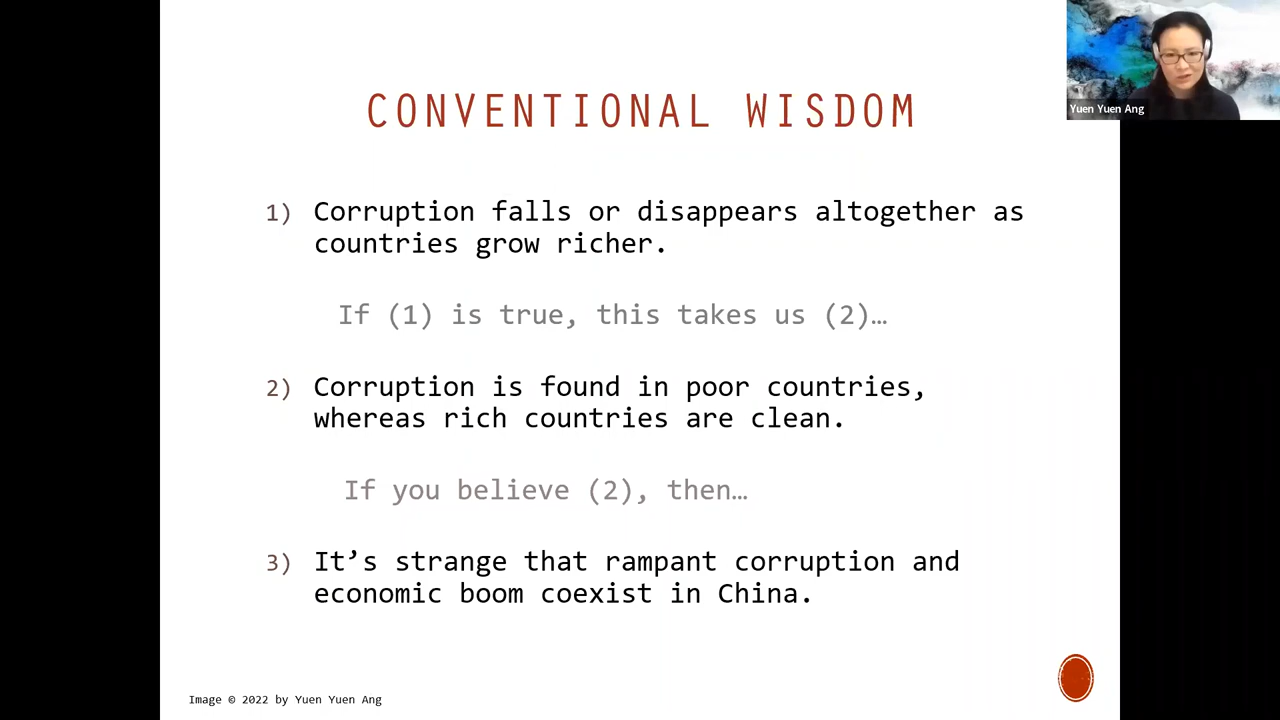 Yuen Yuen Ang
CONVENTIONAL WISDOM
1) Corruption falls or disappears altogether as
countries grow richer.
If (1) is true, this takes us (2)…
2) Corruption is found in poor countries,
whereas rich countries are clean.
If you believe (2), then…
3) It’s strange that rampant corruption and
economic boom coexist in China.
Image © 2022 by Yuen Yuen Ang